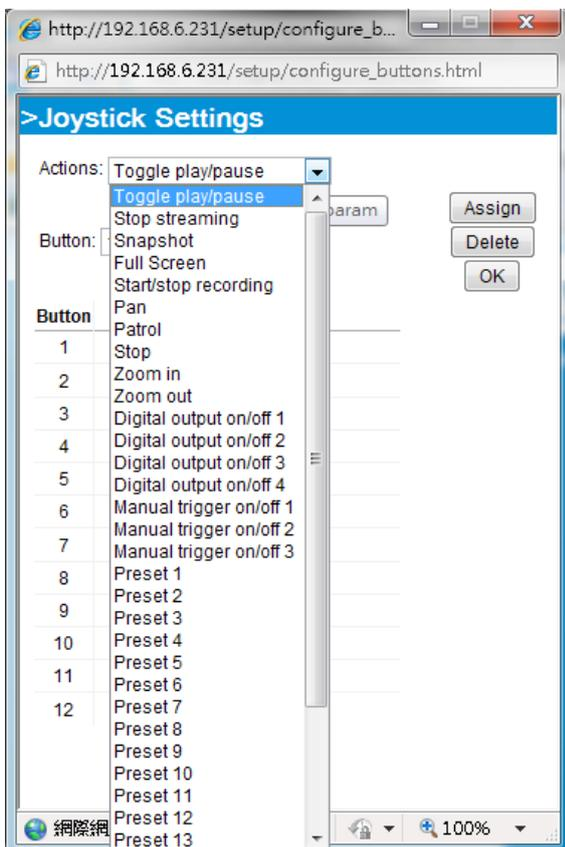 http://192.168.6.231/setup/configure_b...
http://192.168.6.231/setup/configure_buttons.html
>Joystick Settings
Actions: Toggle play/pause
Toggle play/pause
param
Assign
Stop streaming
Button:
Snapshot
Delete
Full Screen
OK
Start/stop recording
Button
Pan
Patrol
1
Stop
2
Zoom in
Zoom out
3
Digital output on/off 1
4
Digital output on/off 2
Digital output on/off 3
5
Digital output on/off 4
6
Manual trigger on/off 1
Manual trigger on/off 2
7
Manual trigger on/off 3
8
Preset 1
Preset 2
9
Preset 3
10
Preset 4
Preset 5
11
Preset 6
12
Preset 7
Preset 8
Preset 9
Preset 10
Preset 11
Preset 12
網際網
100%
Preset 13